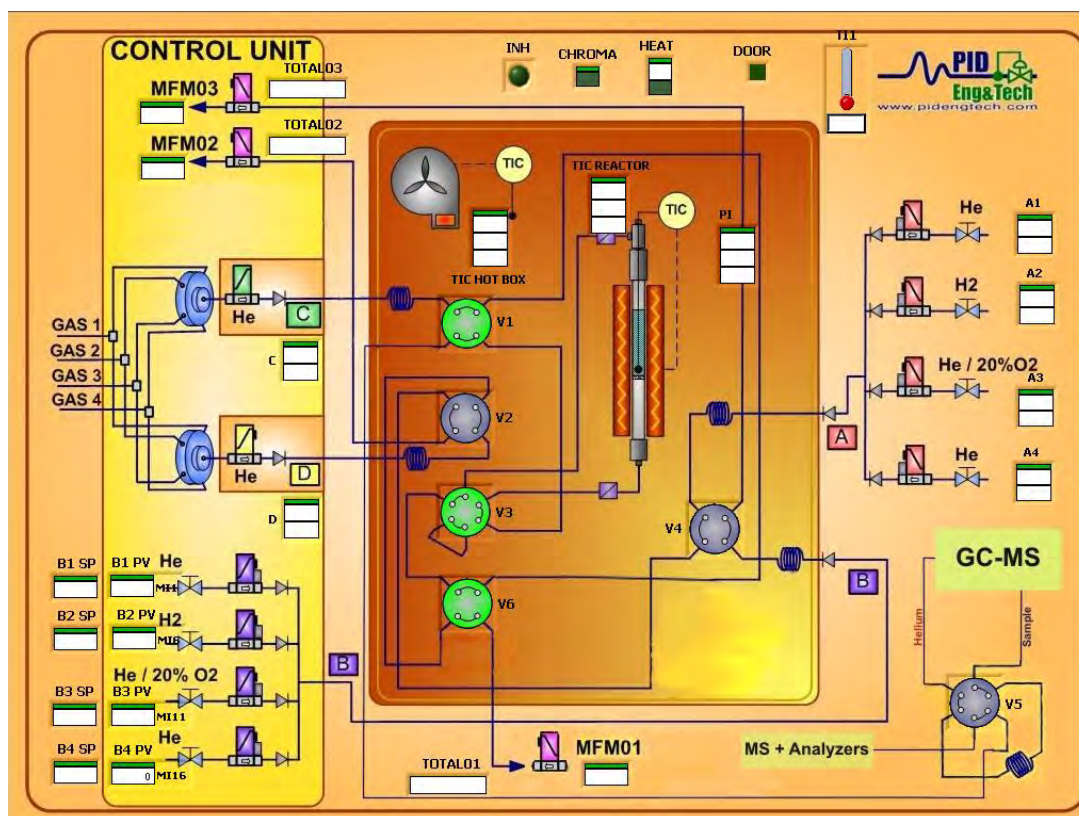 CONTROL UNIT
TOTAL03
MFM03
TOTAL02
MFM02
INH
CHROMA
HEAT
DOOR
TI1
PID
Eng&Tech
www.pidengtech.com
TIC
TIC REACTOR
TIC
PI
TIC HOT BOX
He
A1
H2
A2
He / 20%O2
A3
He
A4
A
GAS 1
GAS 2
GAS 3
GAS 4
He
C
C
He
D
D
V1
V2
V3
V4
V6
B
GC-MS
Helium
Sample
V5
MS + Analyzers
B1 SP
B1 PV
He
MI1
B2 SP
B2 PV
H2
MI6
He / 20% O2
B3 SP
B3 PV
MI11
He
B4 SP
B4 PV
0
MI16
B
TOTAL01
MFM01